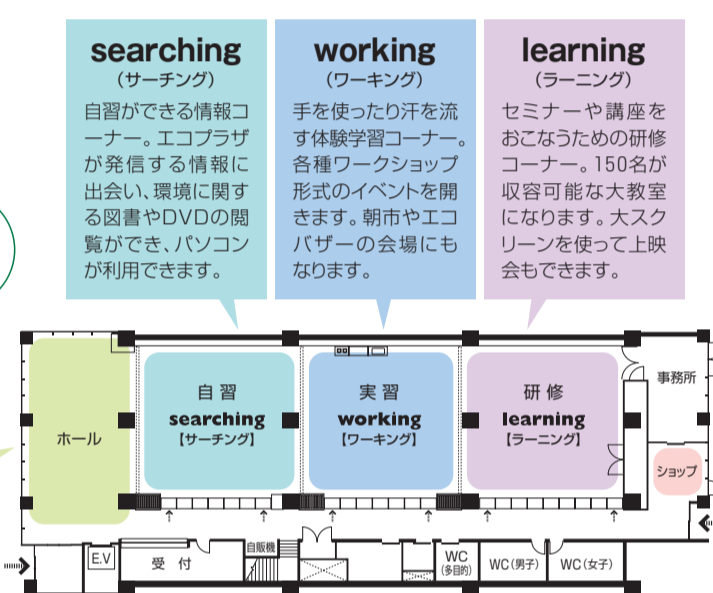 searching
（サーチング）
自習ができる情報コ
ーナー。エコプラザ
が発信する情報に
出会い、環境に関す
る図書やDVDの閲
覧ができ、パソコン
が利用できます。
working
（ワーキング）
手を使ったり汗を流
す体験学習コーナー。
各種ワークショップ
形式のイベントを開
きます。朝市やエコ
バザーの会場にも
なります。
learning
（ラーニング）
セミナーや講座を
おこなうための研修
コーナー。150名が
収容可能な大教室
になります。大スク
リーンを使って上映
会もできます。
ホール
自習
searching
【サーチング】
実習
working
【ワーキング】
研修
learning
【ラーニング】
事務所
ショップ
E.V
受付
自販機
WC
（多目的）
WC（男子）
WC（女子）